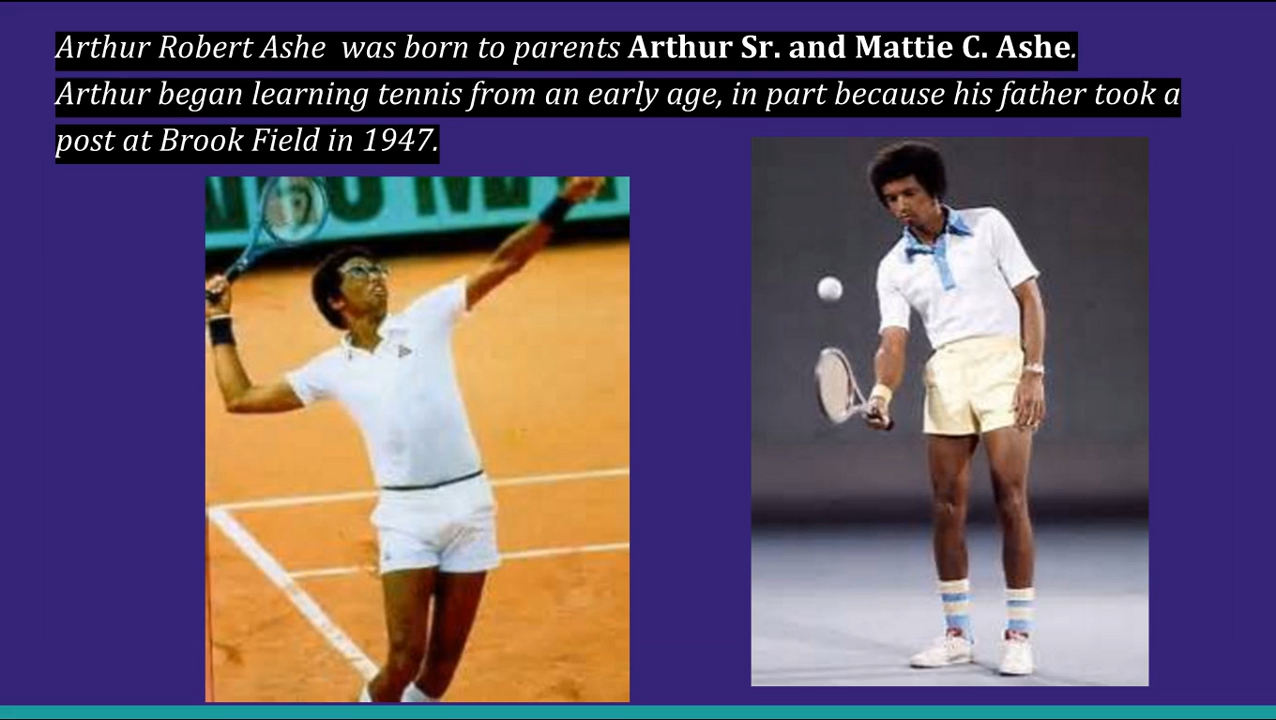 Arthur Robert Ashe was born to parents Arthur Sr. and Mattie C. Ashe.
Arthur began learning tennis from an early age, in part because his father took a
post at Brook Field in 1947.